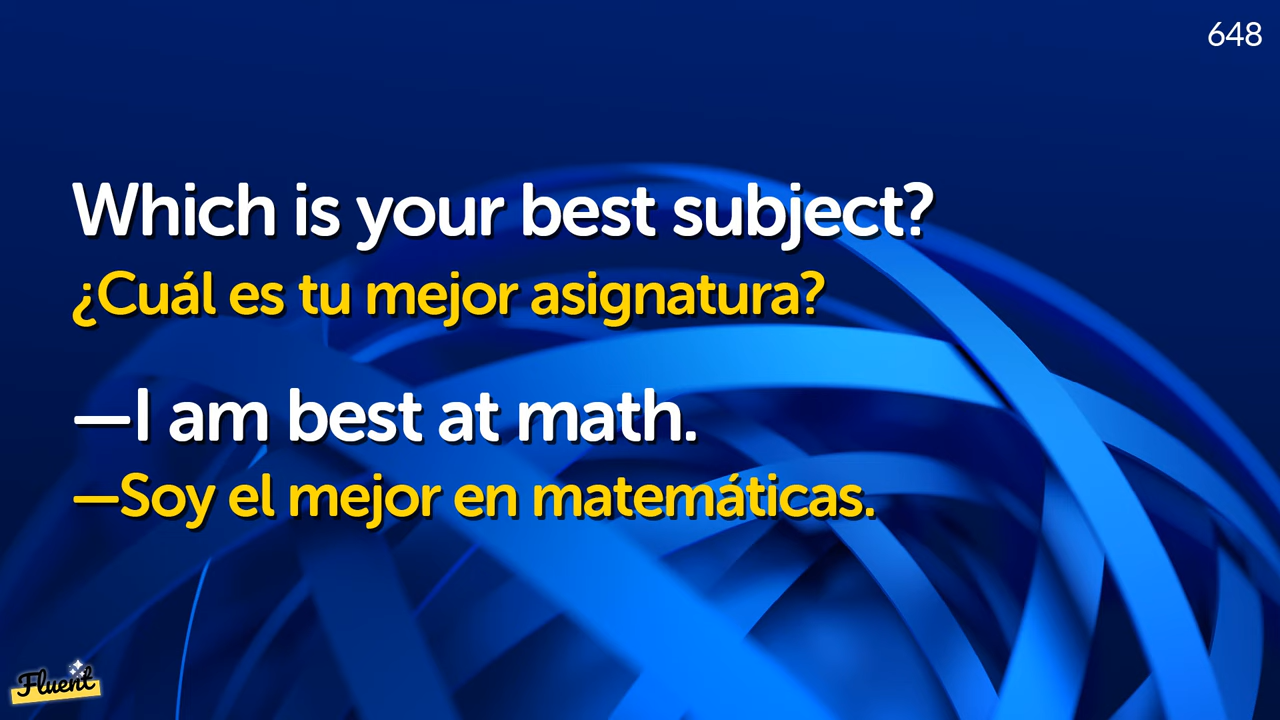 648
Which is your best subject?
¿Cuál es tu mejor asignatura?
—I am best at math.
—Soy el mejor en matemáticas.
Fluent